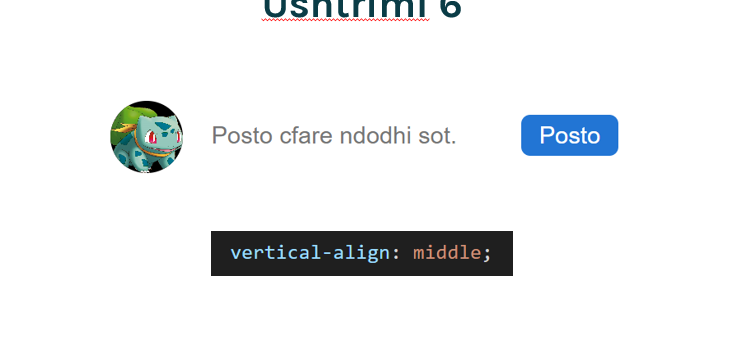 Ushtrimi 6
Posto cfare ndodhi sot.
Posto
vertical-align: middle;